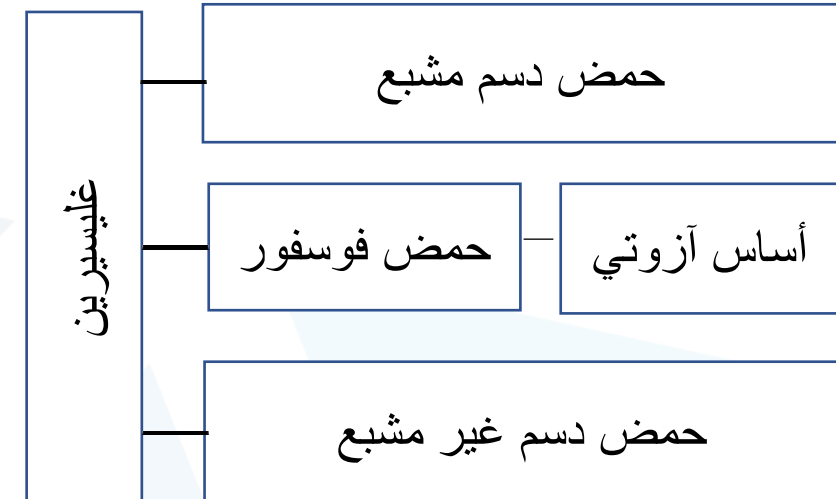 حمض دسم مشبع
غليسيرين
أساس آزوتي
حمض فوسفور
حمض دسم غير مشبع